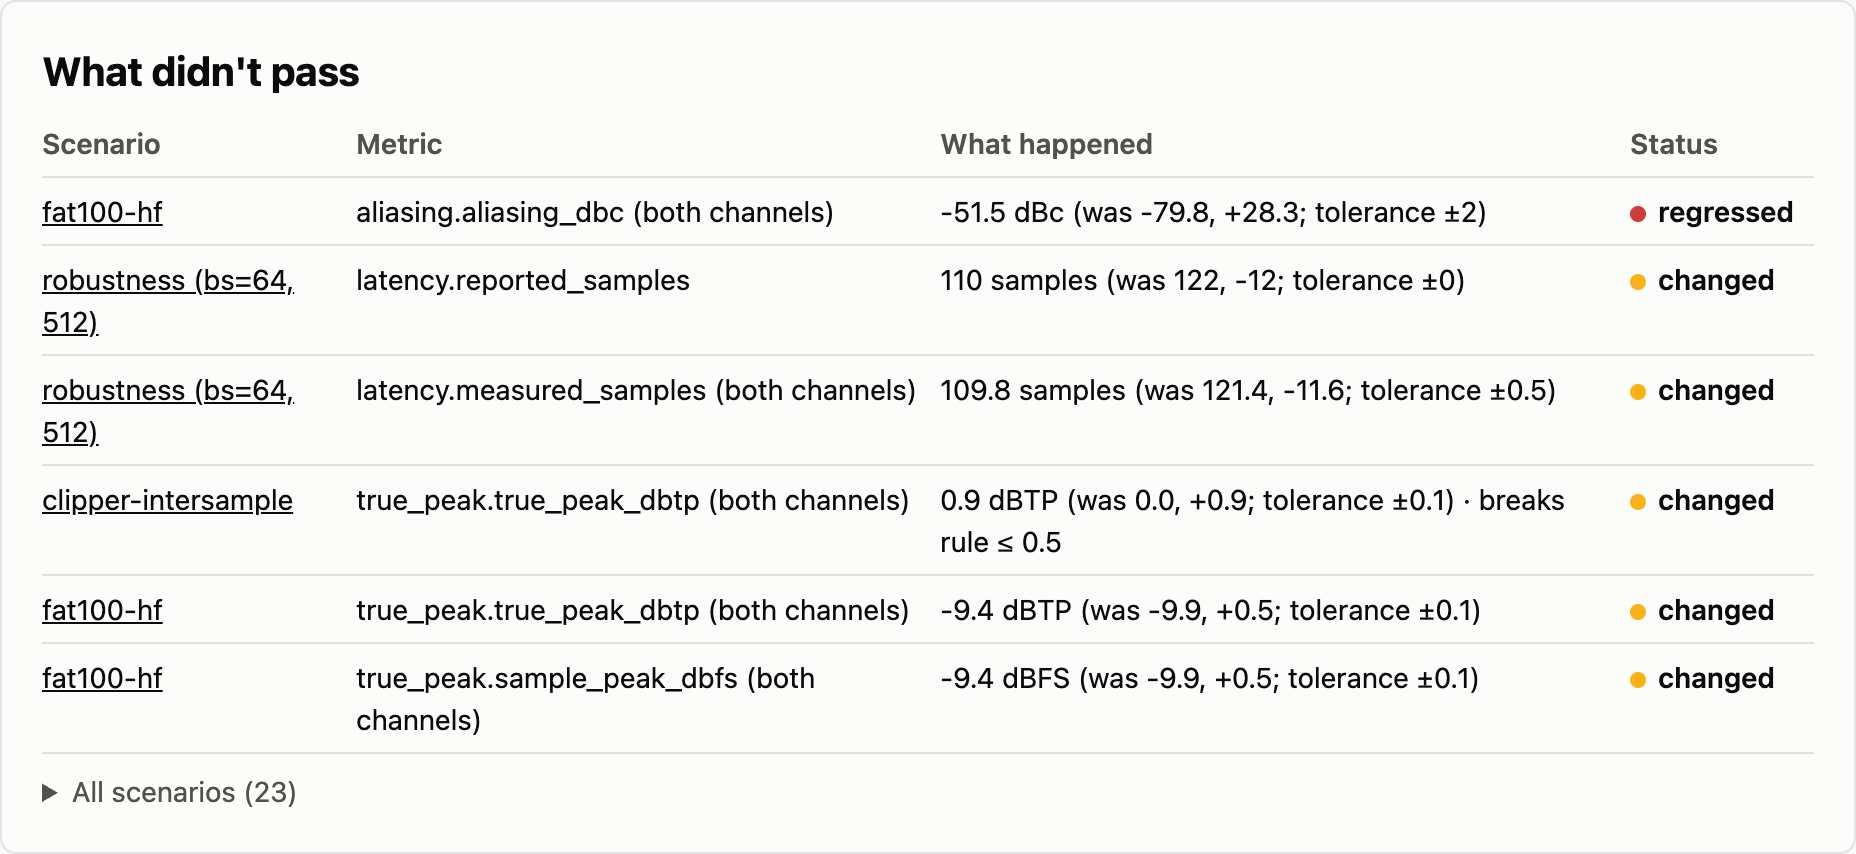 What didn't pass
Scenario Metric What happened Status
fat100-hf aliasing.aliasing_dbc (both channels) -51.5 dBc (was -79.8, +28.3; tolerance ±2) regressed
robustness (bs=64, latency.reported_samples 110 samples (was 122, -12; tolerance ±0) changed
512)
robustness (bs=64, latency.measured_samples (both channels) 109.8 samples (was 121.4, -11.6; tolerance ±0.5) changed
512)
clipper-intersample true_peak.true_peak_dbtp (both channels) 0.9 dBTP (was 0.0, +0.9; tolerance ±0.1) · breaks changed
rule ≤ 0.5
fat100-hf true_peak.true_peak_dbtp (both channels) -9.4 dBTP (was -9.9, +0.5; tolerance ±0.1) changed
fat100-hf true_peak.sample_peak_dbfs (both -9.4 dBFS (was -9.9, +0.5; tolerance ±0.1) changed
channels)
▶ All scenarios (23)